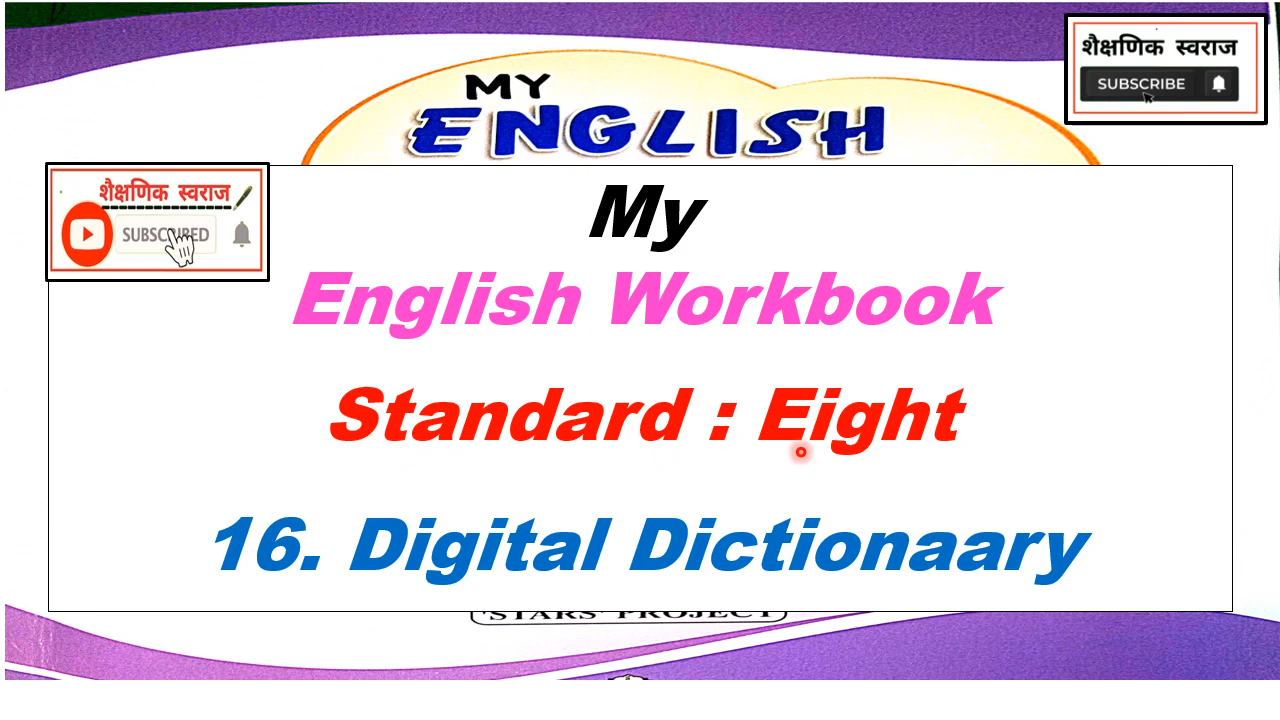 MY
ENGLISH
शैक्षणिक स्वराज
SUBSCRIBE
शैक्षणिक स्वराज
SUBSCRIBED
My
English Workbook
Standard : Eight
16. Digital Dictionaary
'STARS' PROJECT